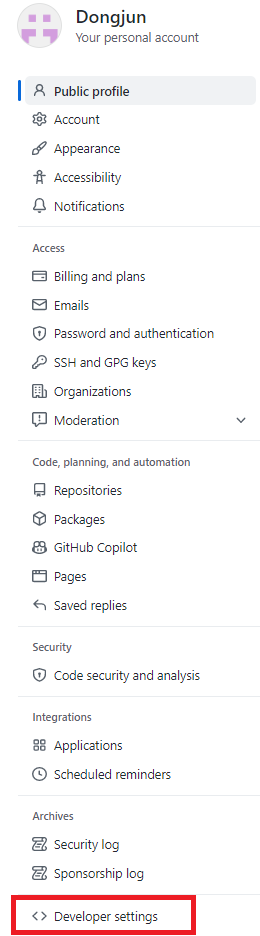 Dongjun
Your personal account
Public profile
Account
Appearance
Accessibility
Notifications
Access
Billing and plans
Emails
Password and authentication
SSH and GPG keys
Organizations
Moderation
Code, planning, and automation
Repositories
Packages
GitHub Copilot
Pages
Saved replies
Security
Code security and analysis
Integrations
Applications
Scheduled reminders
Archives
Security log
Sponsorship log
Developer settings